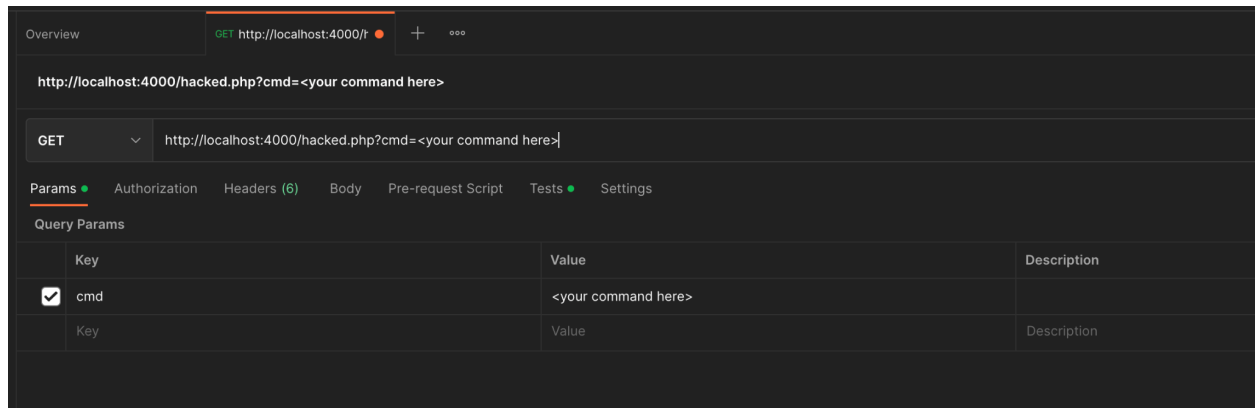 Overview GET http://localhost:4000/h + ooo
http://localhost:4000/hacked.php?cmd=<your command here>
GET http://localhost:4000/hacked.php?cmd=<your command here>
Params Authorization Headers (6) Body Pre-request Script Tests Settings
Query Params
Key Value Description
cmd <your command here>
Key Value Description